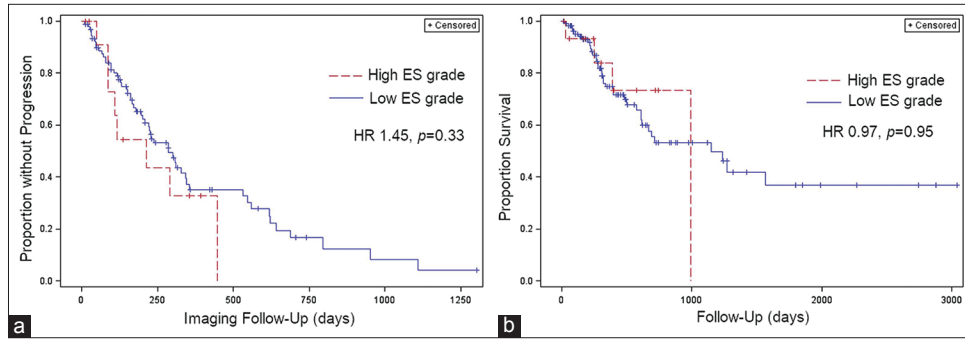 1.0
0.8
0.6
0.4
0.2
0.0
Proportion without Progression
+ Censored
High ES grade
Low ES grade
HR 1.45, p=0.33
0
250
500
750
1000
1250
Imaging Follow-Up (days)
a
1.0
0.8
0.6
0.4
0.2
0.0
Proportion Survival
+ Censored
High ES grade
Low ES grade
HR 0.97, p=0.95
0
1000
2000
3000
Follow-Up (days)
b